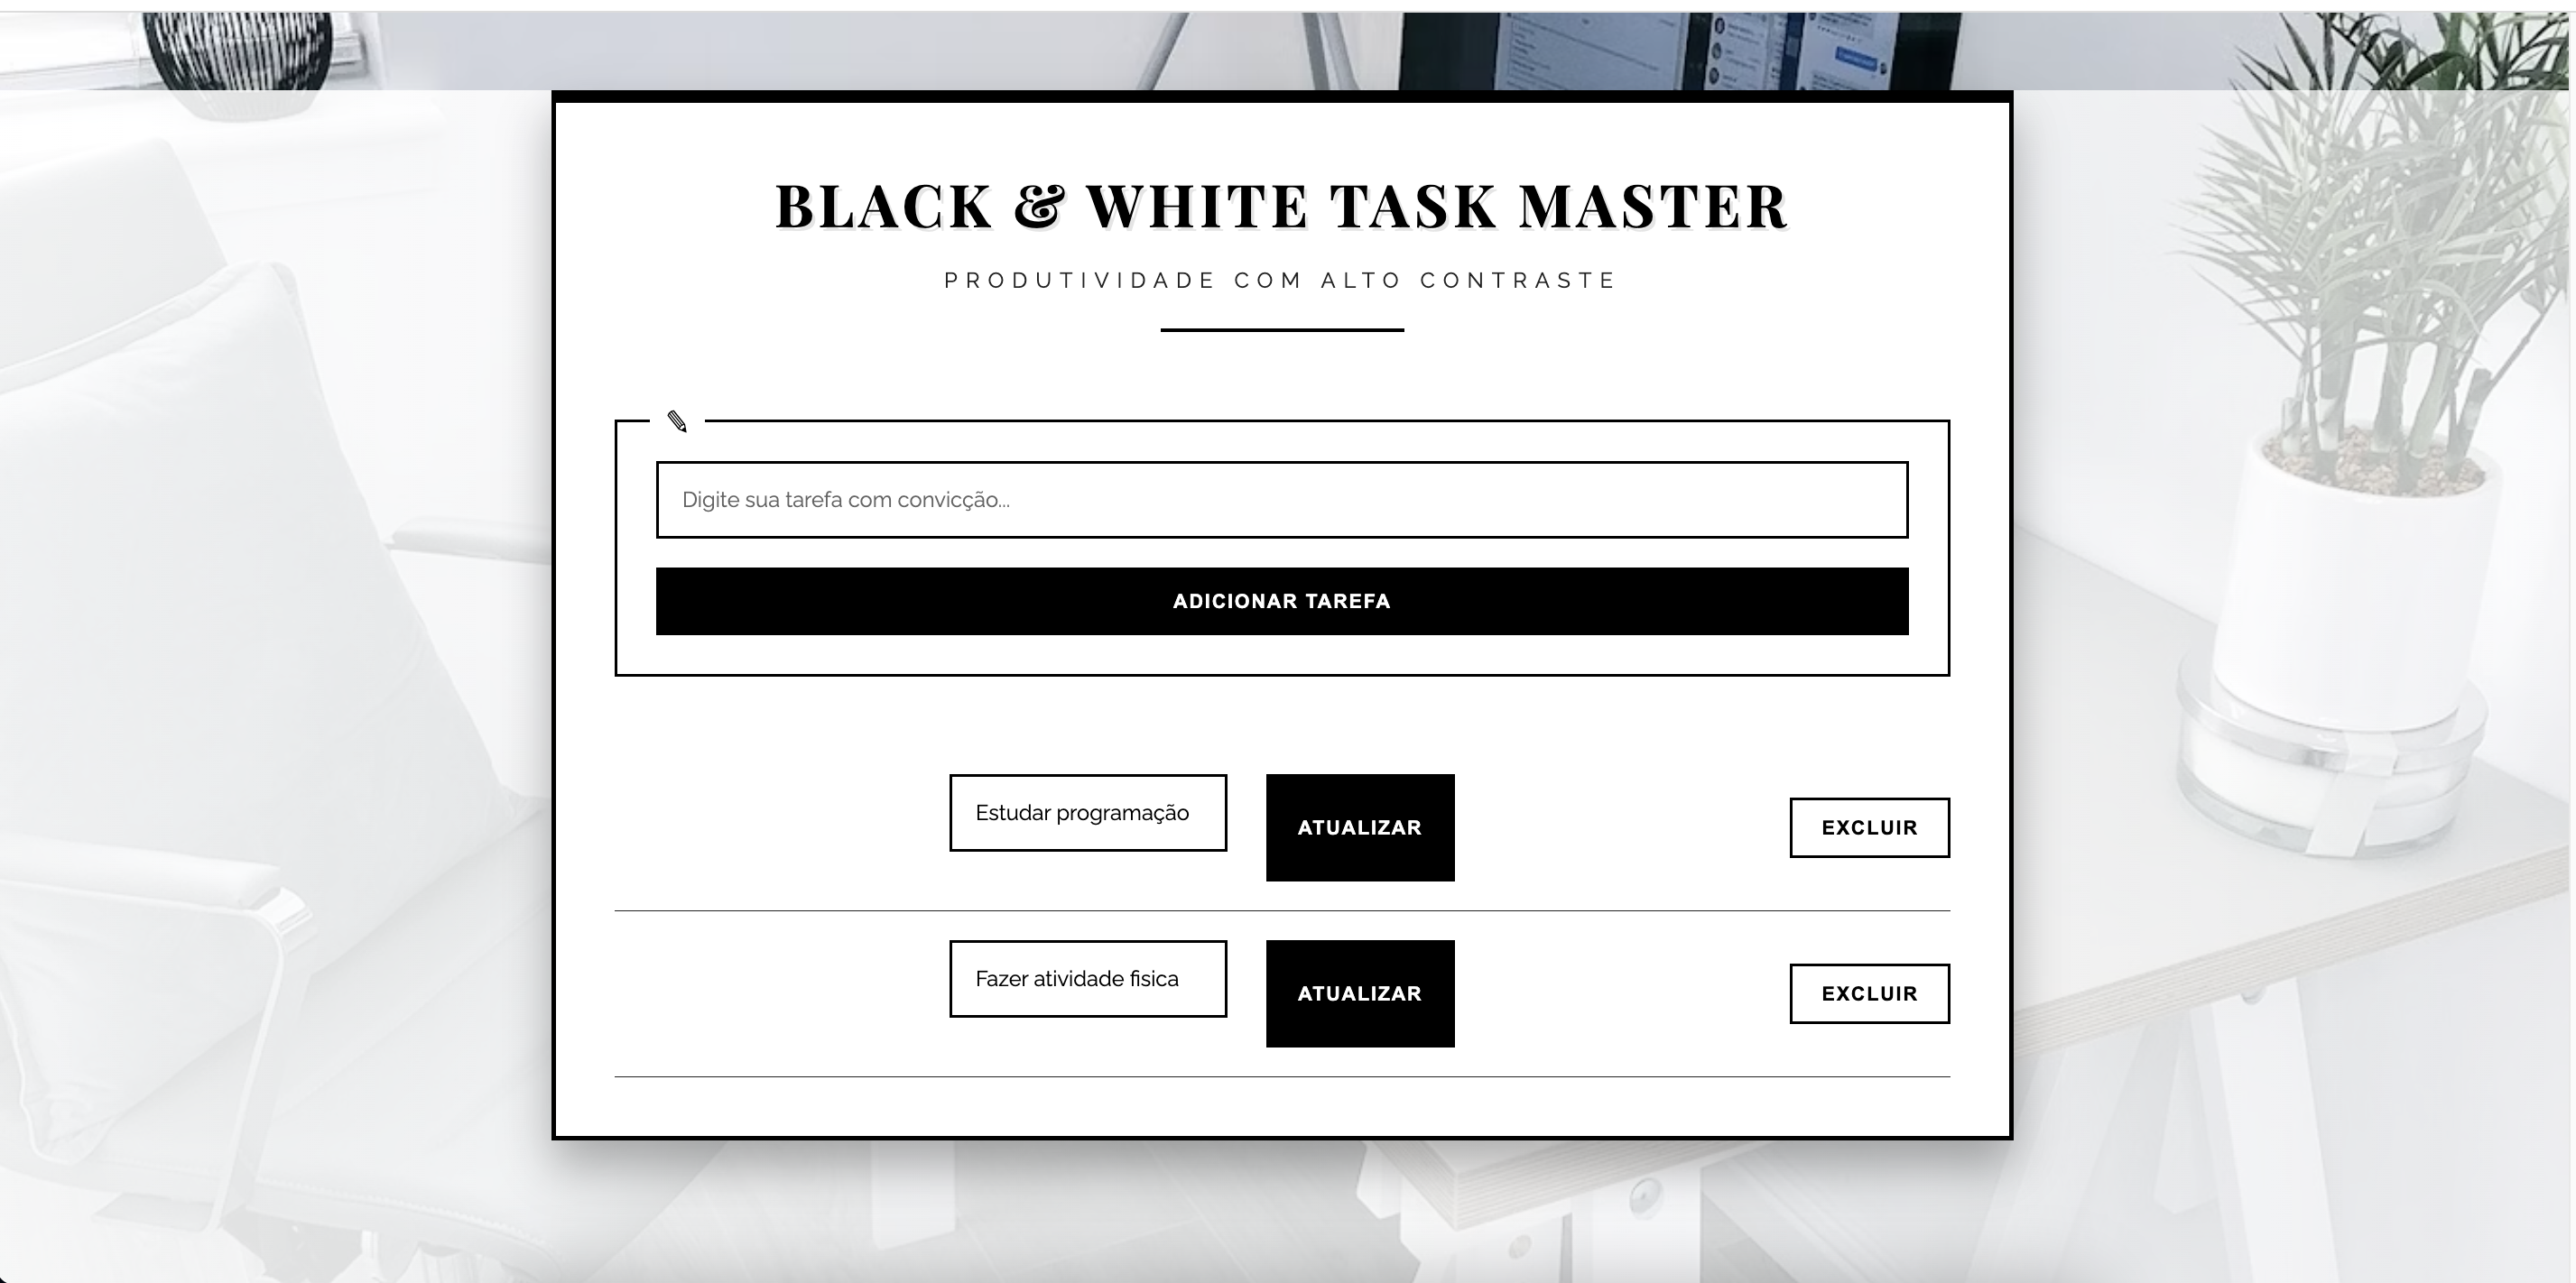 BLACK & WHITE TASK MASTER
PRODUTIVIDADE COM ALTO CONTRASTE
Digite sua tarefa com convicção...
ADICIONAR TAREFA
Estudar programação
ATUALIZAR
EXCLUIR
Fazer atividade fisica
ATUALIZAR
EXCLUIR